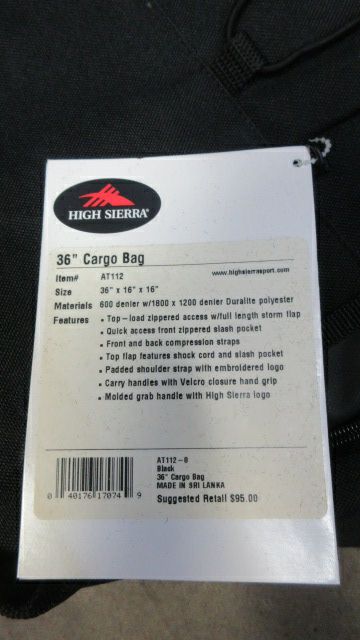 HIGH SIERRA®
36" Cargo Bag
Item# AT112 www.highsierrasport.com
Size 36" x 16" x 16"
Materials 600 denier w/1800 x 1200 denier Duralite polyester
Features • Top-load zippered access w/full length storm flap
• Quick access front zippered slash pocket
• Front and back compression straps
• Top flap features shock cord and slash pocket
• Padded shoulder strap with embroidered logo
• Carry handles with Velcro closure hand grip
• Molded grab handle with High Sierra logo
AT112-0
Black
36" Cargo Bag
MADE IN SRI LANKA
Suggested Retail $95.00
0 40176 17074 9